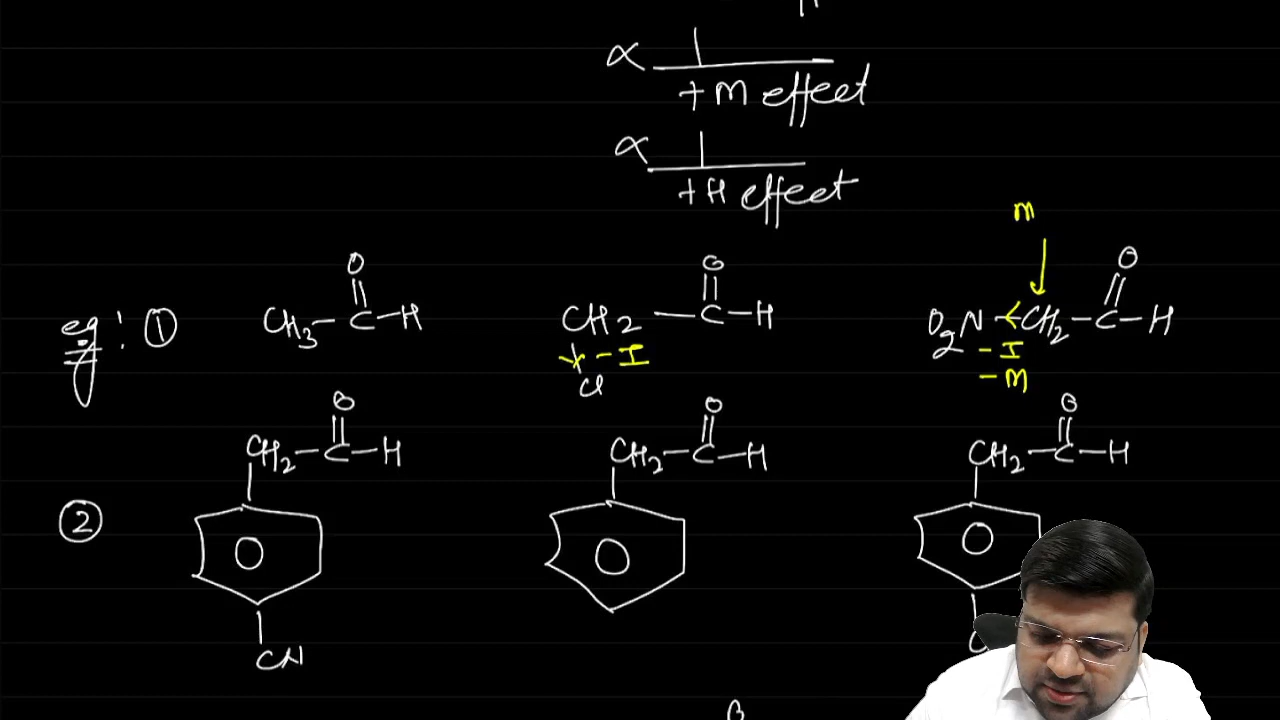 ∝ 1
+M effect
∝ 1
+H effect
M
eg: ① CH3–C–H CH2–C–H O2N–CH2–C–H
O O O
–I –I
Cl –M
② CH2–C–H CH2–C–H CH2–C–H
O O O
CN